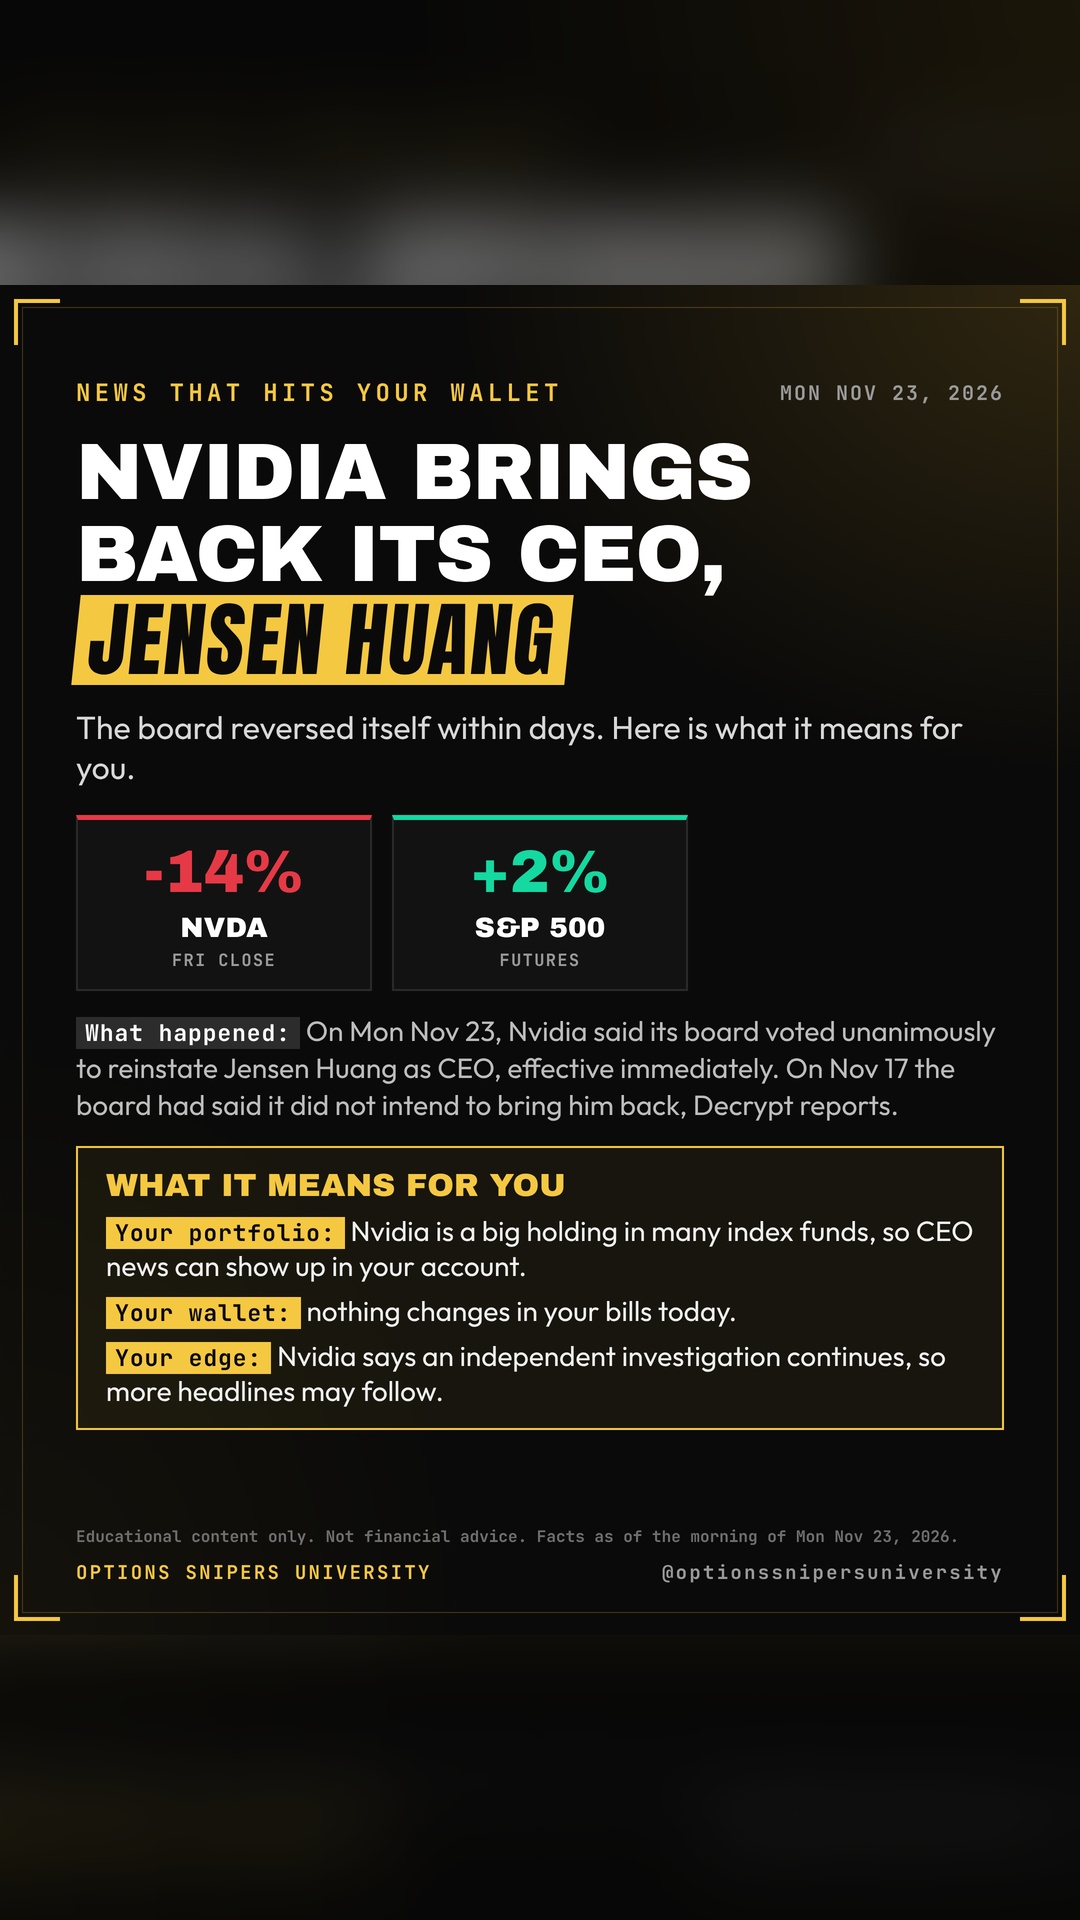 NEWS THAT HITS YOUR WALLET
MON NOV 23, 2026
NVIDIA BRINGS
BACK ITS CEO,
JENSEN HUANG
The board reversed itself within days. Here is what it means for
you.
-14%
NVDA
FRI CLOSE
+2%
S&P 500
FUTURES
What happened: On Mon Nov 23, Nvidia said its board voted unanimously
to reinstate Jensen Huang as CEO, effective immediately. On Nov 17 the
board had said it did not intend to bring him back, Decrypt reports.
WHAT IT MEANS FOR YOU
Your portfolio: Nvidia is a big holding in many index funds, so CEO
news can show up in your account.
Your wallet: nothing changes in your bills today.
Your edge: Nvidia says an independent investigation continues, so
more headlines may follow.
Educational content only. Not financial advice. Facts as of the morning of Mon Nov 23, 2026.
OPTIONS SNIPERS UNIVERSITY
@optionssnipersuniversity